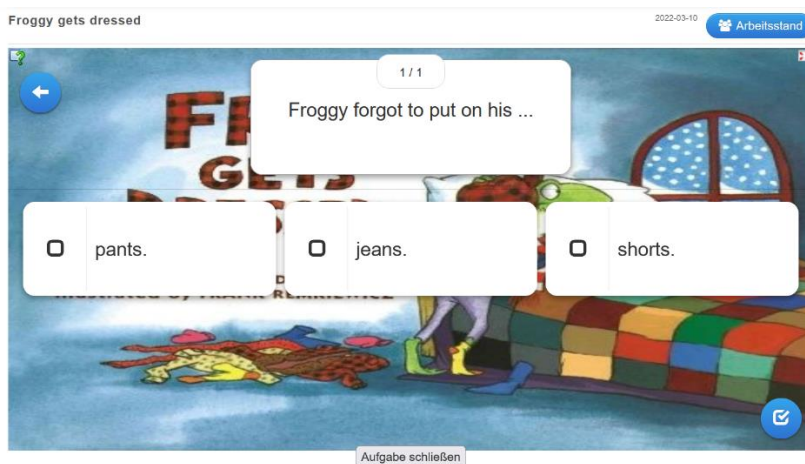 Froggy gets dressed
2022-03-10
Arbeitsstand
1 / 1
Froggy forgot to put on his ...
GETS
pants.
jeans.
shorts.
Aufgabe schließen